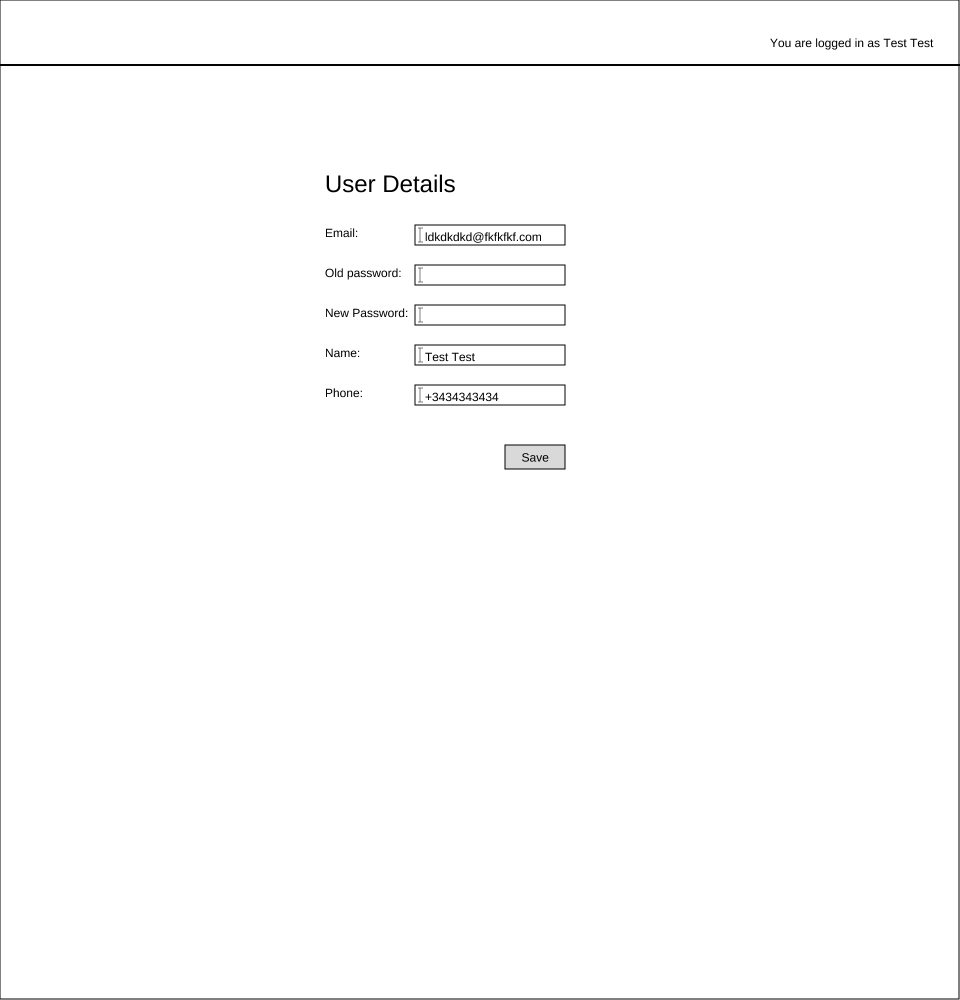 You are logged in as Test Test
User Details
Email: ldkdkdkd@fkfkfkf.com
Old password:
New Password:
Name: Test Test
Phone: +3434343434
Save